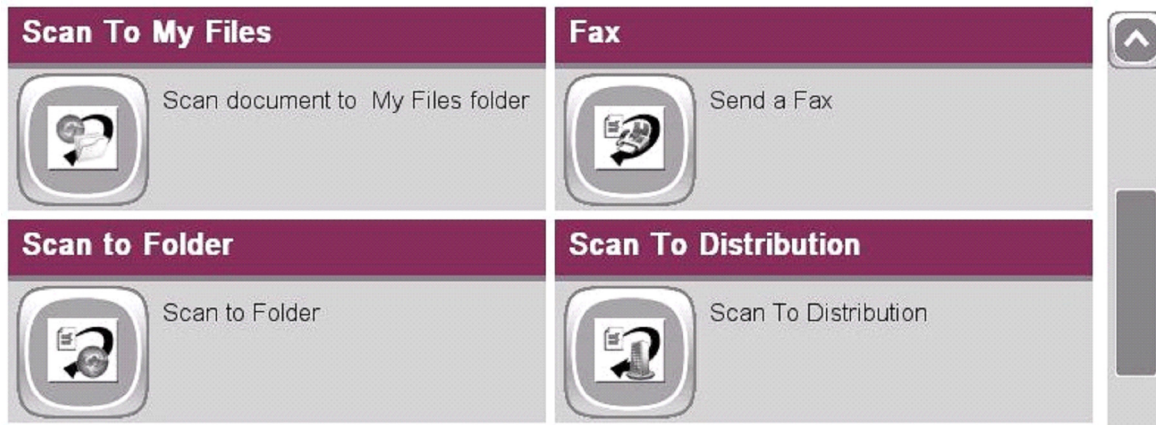 Scan To My Files
Scan document to My Files folder
Fax
Send a Fax
Scan to Folder
Scan to Folder
Scan To Distribution
Scan To Distribution